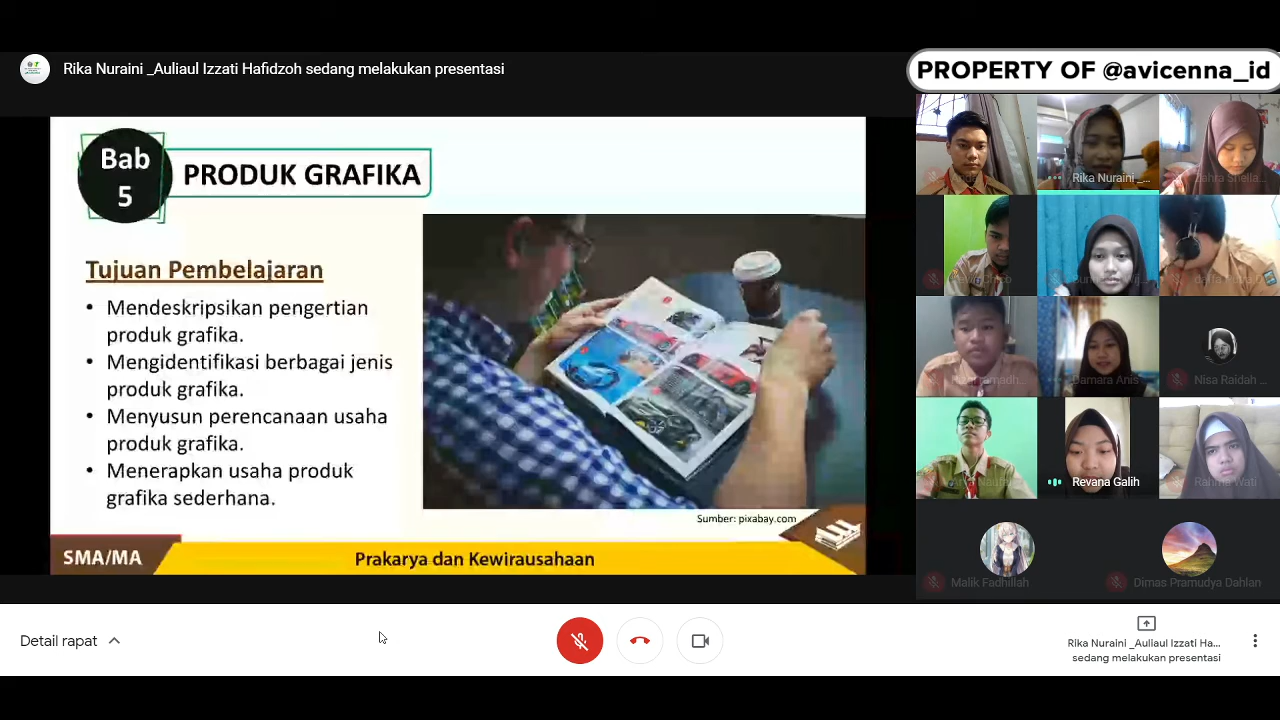 Rika Nuraini _Auliaul Izzati Hafidzoh sedang melakukan presentasi
PROPERTY OF @avicenna_id
Bab
5
PRODUK GRAFIKA
Tujuan Pembelajaran
• Mendeskripsikan pengertian
produk grafika.
• Mengidentifikasi berbagai jenis
produk grafika.
• Menyusun perencanaan usaha
produk grafika.
• Menerapkan usaha produk
grafika sederhana.
Sumber: pixabay.com
SMA/MA
Prakarya dan Kewirausahaan
Rika Nuraini _...
Damara Anis
Nisa Raidah ...
Revana Galih
Rahma Wati
Malik Fadhillah
Dimas Pramudya Dahlan
Detail rapat
Rika Nuraini _Auliaul Izzati Ha...
sedang melakukan presentasi